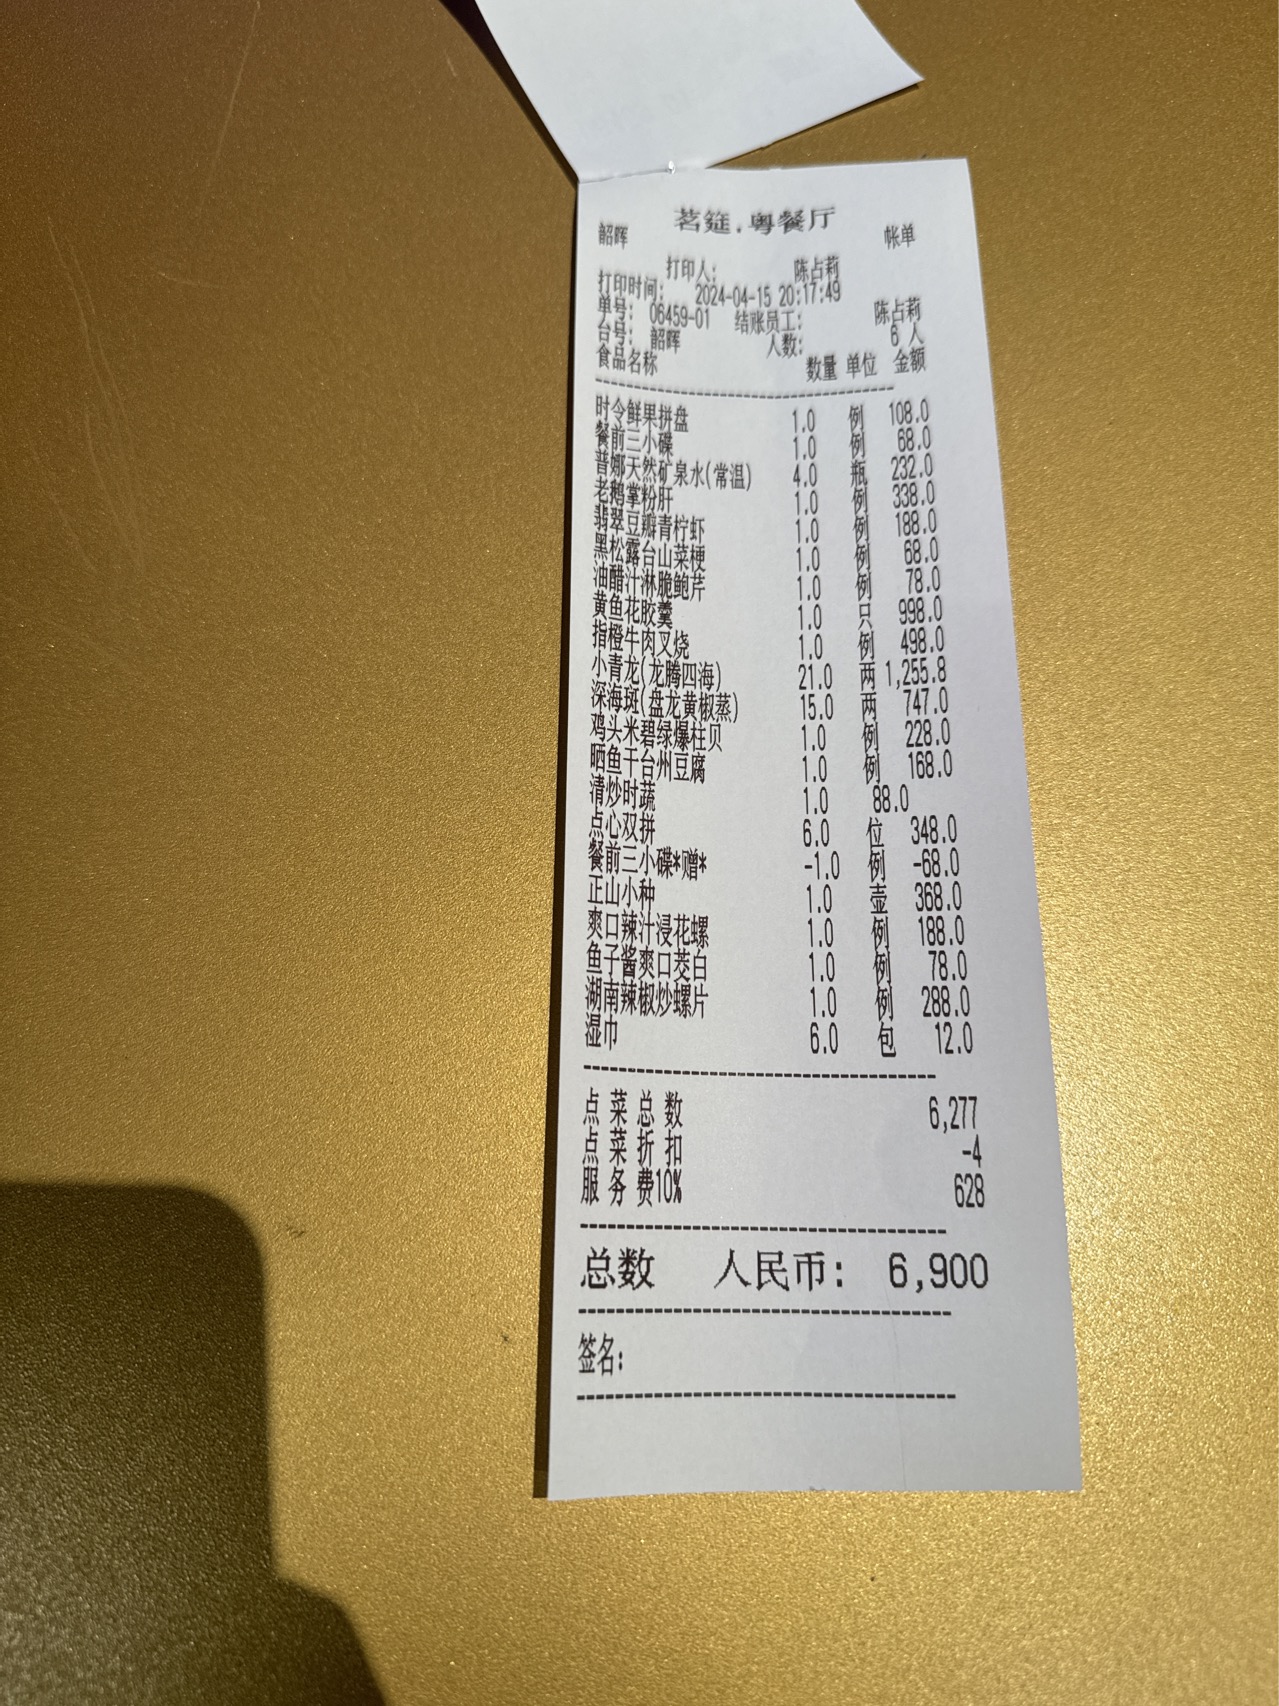 茗筵.粤餐厅
韶晖 帐单
打印人: 陈占莉
打印时间: 2024-04-15 20:17:49
单号: 06459-01 结账员工: 陈占莉
台号: 韶晖 人数: 6 人
食品名称 数量 单位 金额
时令鲜果拼盘 1.0 例 108.0
餐前三小碟 1.0 例 68.0
普娜天然矿泉水(常温) 4.0 瓶 232.0
老鹅掌粉肝 1.0 例 338.0
翡翠豆瓣青柠虾 1.0 例 188.0
黑松露台山菜梗 1.0 例 68.0
油醋汁淋脆鲍芹 1.0 例 78.0
黄鱼花胶羹 1.0 只 998.0
指橙牛肉叉烧 1.0 例 498.0
小青龙(龙腾四海) 21.0 两 1,255.8
深海斑(盘龙黄椒蒸) 15.0 两 747.0
鸡头米碧绿爆柱贝 1.0 例 228.0
晒鱼干台州豆腐 1.0 例 168.0
清炒时蔬 1.0 88.0
点心双拼 6.0 位 348.0
餐前三小碟*赠* -1.0 例 -68.0
正山小种 1.0 壶 368.0
爽口辣汁浸花螺 1.0 例 188.0
鱼子酱爽口茭白 1.0 例 78.0
湖南辣椒炒螺片 1.0 例 288.0
湿巾 6.0 包 12.0
点菜总数 6,277
点菜折扣 -4
服务费10% 628
总数 人民币: 6,900
签名: